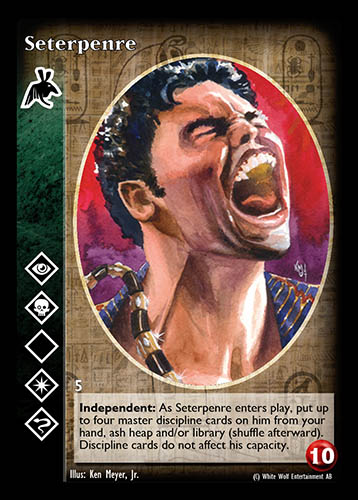 Seterpenre
5
Independent: As Seterpenre enters play, put up
to four master discipline cards on him from your
hand, ash heap and/or library (shuffle afterward).
Discipline cards do not affect his capacity.
10
Illus: Ken Meyer, Jr.
(C) White Wolf Entertainment AB